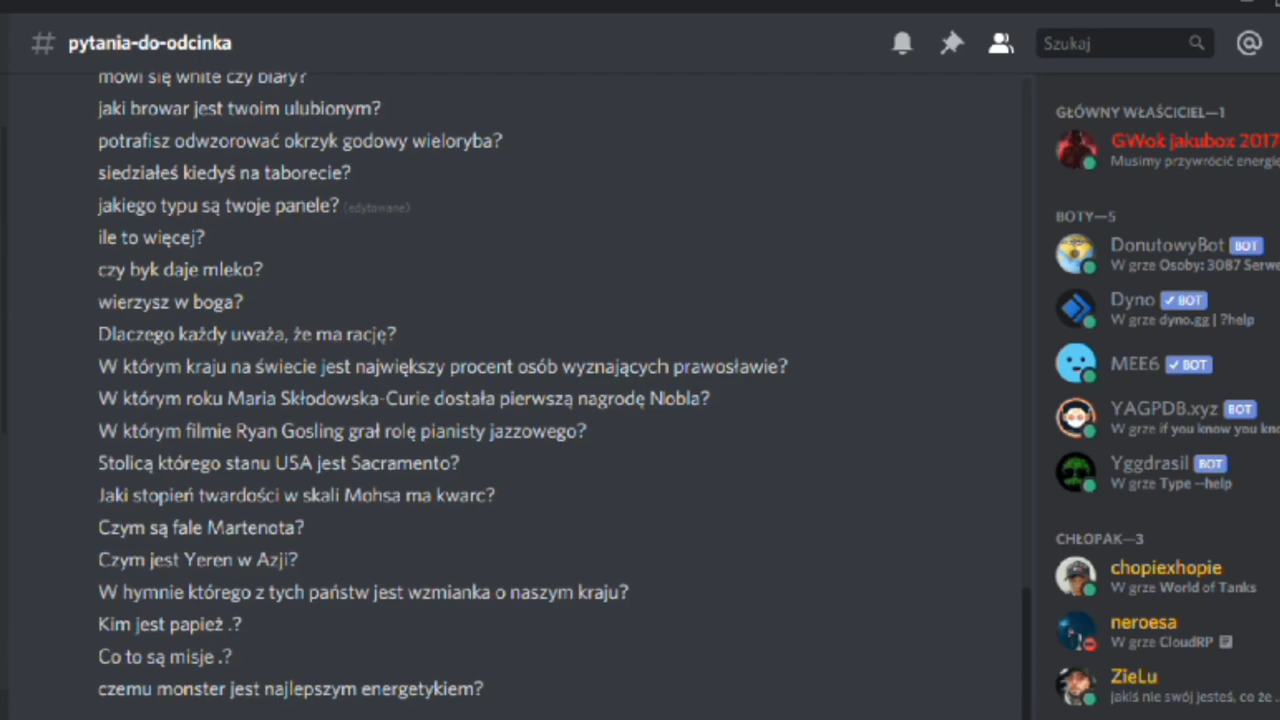 # pytania-do-odcinka
Szukaj
mówi się white czy biały?
jaki browar jest twoim ulubionym?
potrafisz odwzorować okrzyk godowy wieloryba?
siedziałeś kiedyś na taborecie?
jakiego typu są twoje panele? (edytowane)
ile to więcej?
czy byk daje mleko?
wierzysz w boga?
Dlaczego każdy uważa, że ma rację?
W którym kraju na świecie jest największy procent osób wyznających prawosławie?
W którym roku Maria Skłodowska-Curie dostała pierwszą nagrodę Nobla?
W którym filmie Ryan Gosling grał rolę pianisty jazzowego?
Stolicą którego stanu USA jest Sacramento?
Jaki stopień twardości w skali Mohsa ma kwarc?
Czym są fale Martenota?
Czym jest Yeren w Azji?
W hymnie którego z tych państw jest wzmianka o naszym kraju?
Kim jest papież .?
Co to są misje .?
czemu monster jest najlepszym energetykiem?
GŁÓWNY WŁAŚCICIEL—1
GWok jakubox 2017
Musimy przywrócić energie
BOTY—5
DonutowyBot BOT
W grze Osoby: 3087 Serwe
Dyno BOT
W grze dyno.gg | ?help
MEE6 BOT
YAGPDB.xyz BOT
W grze if you know you kno
Yggdrasil BOT
W grze Type --help
CHŁOPAK—3
chopiexhopie
W grze World of Tanks
neroesa
W grze CloudRP
ZieLu
jakiś nie swój jesteś, co że